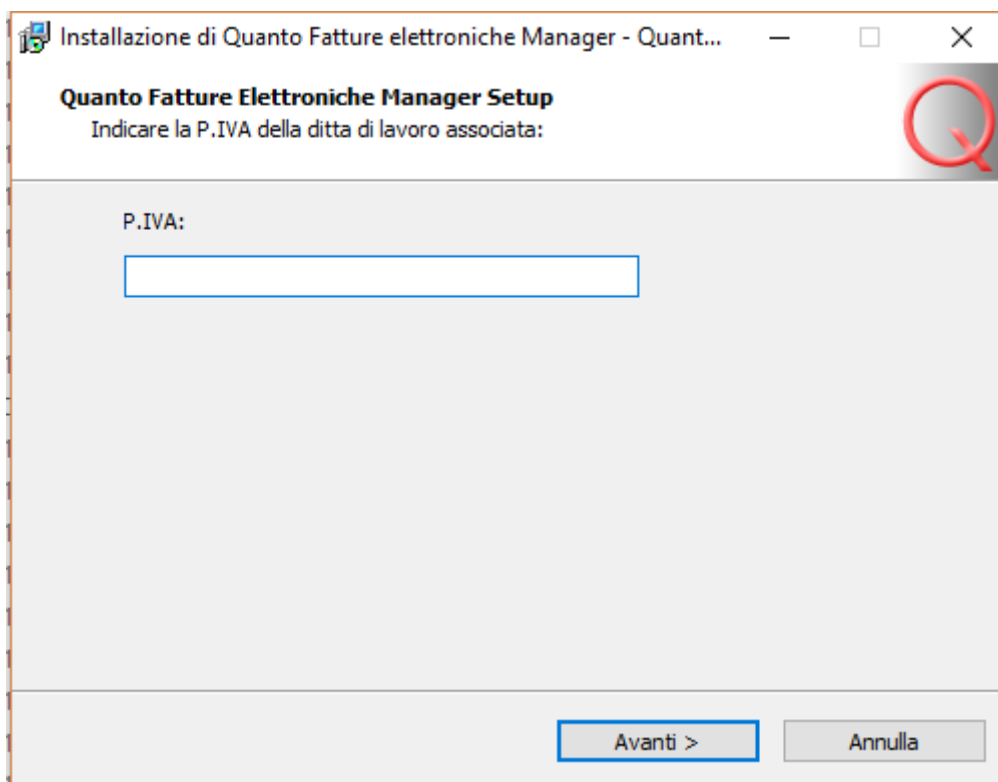 Installazione di Quanto Fatture elettroniche Manager - Quant...
Quanto Fatture Elettroniche Manager Setup
Indicare la P.IVA della ditta di lavoro associata:
Q
P.IVA:
Avanti >
Annulla